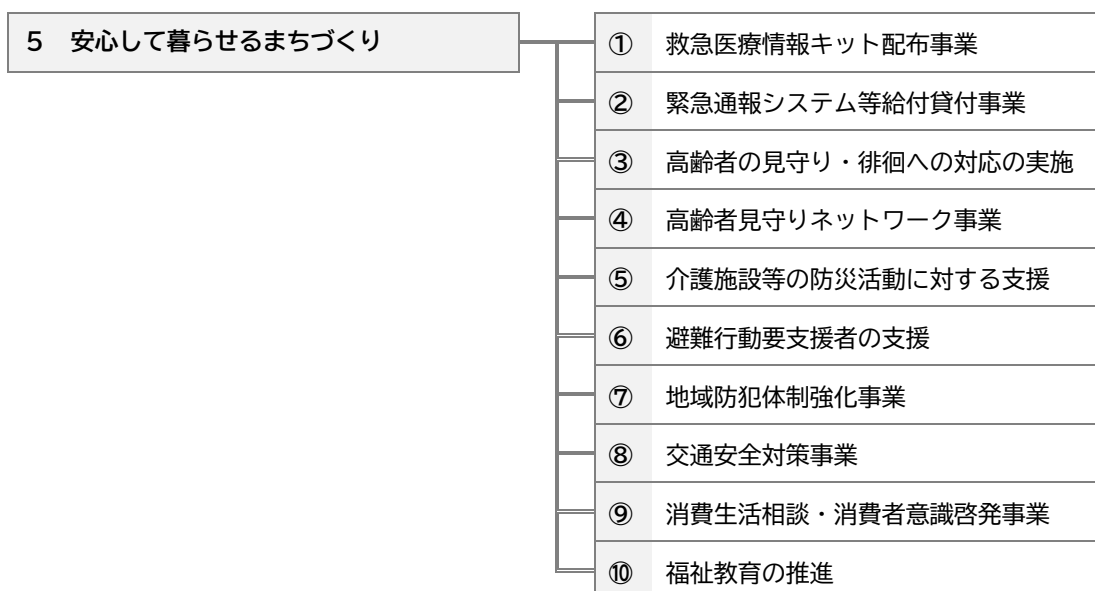 5 安心して暮らせるまちづくり
① 救急医療情報キット配布事業
② 緊急通報システム等給付貸付事業
③ 高齢者の見守り・徘徊への対応の実施
④ 高齢者見守りネットワーク事業
⑤ 介護施設等の防災活動に対する支援
⑥ 避難行動要支援者の支援
⑦ 地域防犯体制強化事業
⑧ 交通安全対策事業
⑨ 消費生活相談・消費者意識啓発事業
⑩ 福祉教育の推進